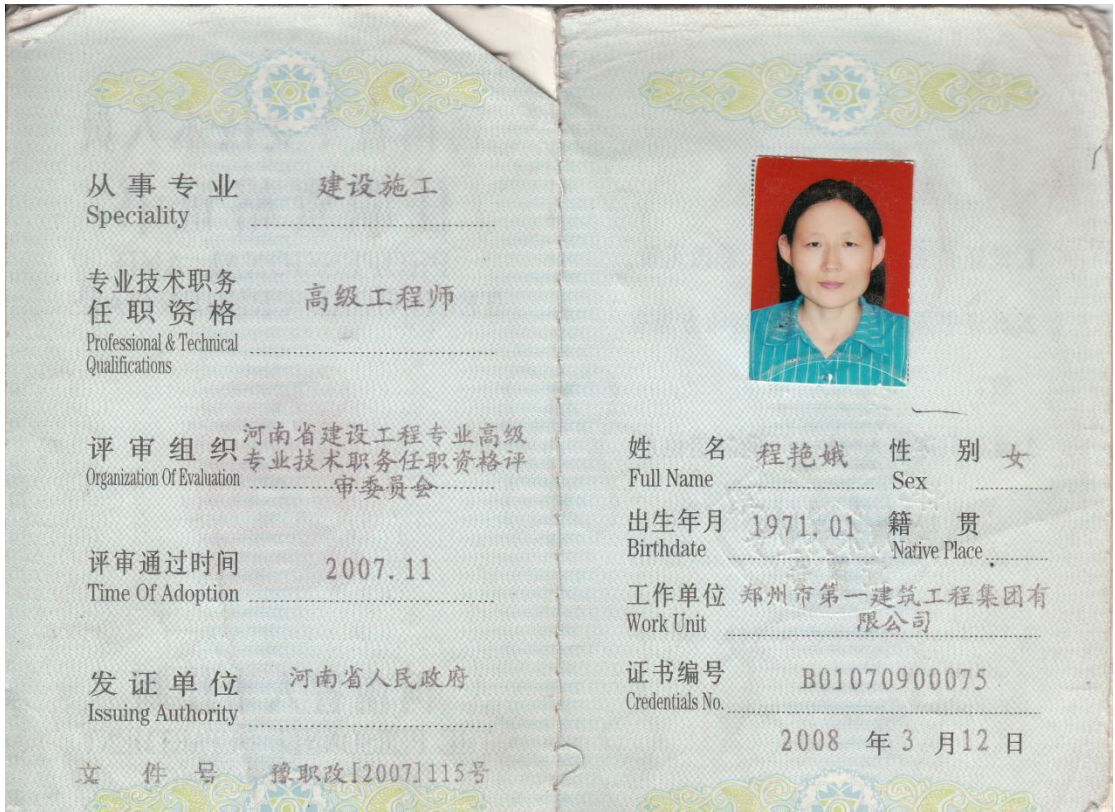 从事专业 建设施工
Speciality
专业技术职务
任职资格 高级工程师
Professional & Technical
Qualifications
河南省建设工程专业高级
评审组织 专业技术职务任职资格评
Organization Of Evaluation 审委员会
评审通过时间 2007.11
Time Of Adoption
发证单位 河南省人民政府
Issuing Authority
文件号 豫职改[2007]115号
姓名 程艳娥 性别 女
Full Name Sex
出生年月 1971.01 籍贯
Birthdate Native Place
工作单位 郑州市第一建筑工程集团有
Work Unit 限公司
证书编号 B01070900075
Credentials No.
2008 年 3 月 12 日